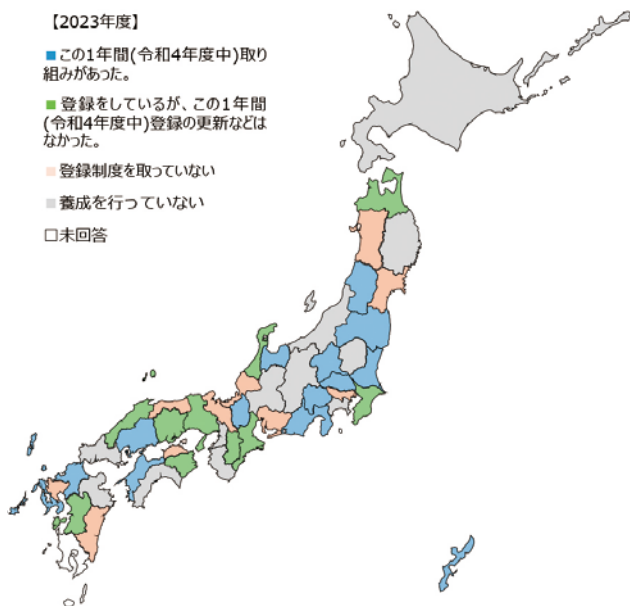 【2023年度】
■この1年間(令和4年度中)取り
組みがあった。
■登録をしているが、この1年間
(令和4年度中)登録の更新などは
なかった。
■登録制度を取っていない
■養成を行っていない
□未回答